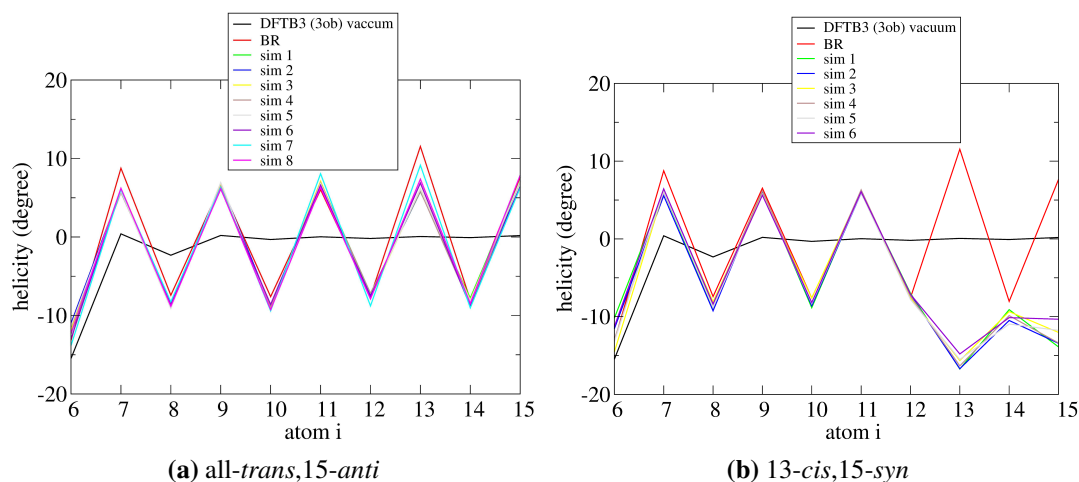 DFTB3 (3ob) vaccum
BR
sim 1
sim 2
sim 3
sim 4
sim 5
sim 6
sim 7
sim 8
20
10
0
-10
-20
helicity (degree)
6 7 8 9 10 11 12 13 14 15
atom i
(a) all-trans,15-anti
DFTB3 (3ob) vaccum
BR
sim 1
sim 2
sim 3
sim 4
sim 5
sim 6
20
10
0
-10
-20
helicity (degree)
6 7 8 9 10 11 12 13 14 15
atom i
(b) 13-cis,15-syn